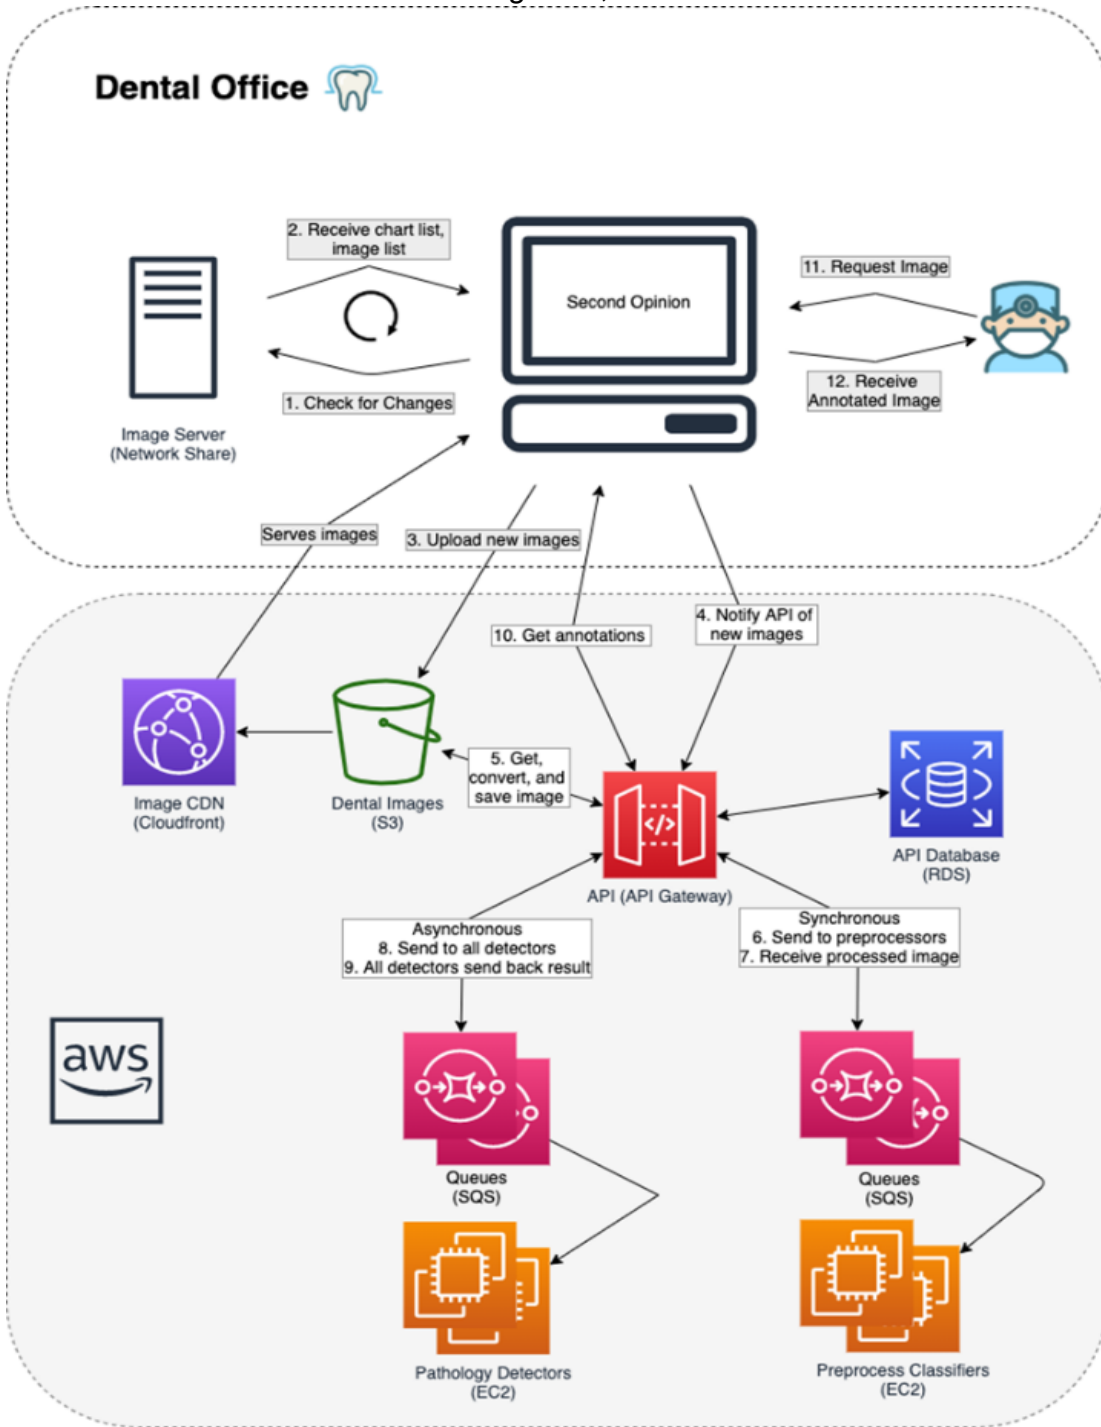 Dental Office
2. Receive chart list,
image list
Second Opinion
11. Request Image
1. Check for Changes
12. Receive
Annotated Image
Image Server
(Network Share)
Serves images
3. Upload new images
10. Get annotations
4. Notify API of
new images
5. Get,
convert, and
save image
Image CDN
(Cloudfront)
Dental Images
(S3)
</>
API (API Gateway)
API Database
(RDS)
Asynchronous
8. Send to all detectors
9. All detectors send back result
Synchronous
6. Send to preprocessors
7. Receive processed image
aws
Queues
(SQS)
Queues
(SQS)
Pathology Detectors
(EC2)
Preprocess Classifiers
(EC2)